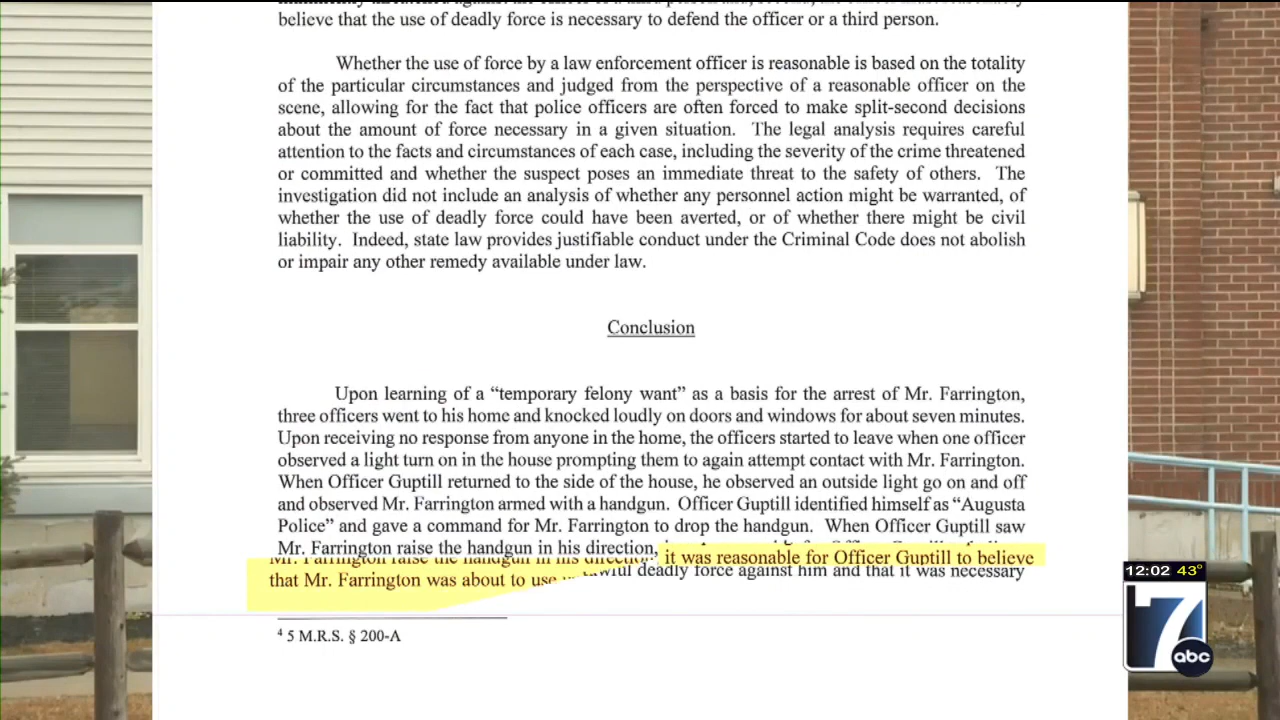 believe that the use of deadly force is necessary to defend the officer or a third person.
Whether the use of force by a law enforcement officer is reasonable is based on the totality
of the particular circumstances and judged from the perspective of a reasonable officer on the
scene, allowing for the fact that police officers are often forced to make split-second decisions
about the amount of force necessary in a given situation. The legal analysis requires careful
attention to the facts and circumstances of each case, including the severity of the crime threatened
or committed and whether the suspect poses an immediate threat to the safety of others. The
investigation did not include an analysis of whether any personnel action might be warranted, of
whether the use of deadly force could have been averted, or of whether there might be civil
liability. Indeed, state law provides justifiable conduct under the Criminal Code does not abolish
or impair any other remedy available under law.
Conclusion
Upon learning of a “temporary felony want” as a basis for the arrest of Mr. Farrington,
three officers went to his home and knocked loudly on doors and windows for about seven minutes.
Upon receiving no response from anyone in the home, the officers started to leave when one officer
observed a light turn on in the house prompting them to again attempt contact with Mr. Farrington.
When Officer Guptill returned to the side of the house, he observed an outside light go on and off
and observed Mr. Farrington armed with a handgun. Officer Guptill identified himself as “Augusta
Police” and gave a command for Mr. Farrington to drop the handgun. When Officer Guptill saw
Mr. Farrington raise the handgun in his direction,
it was reasonable for Officer Guptill to believe
that Mr. Farrington was about to use
deadly force against him and that it was necessary
4 5 M.R.S. § 200-A
12:02 43°
7
abc